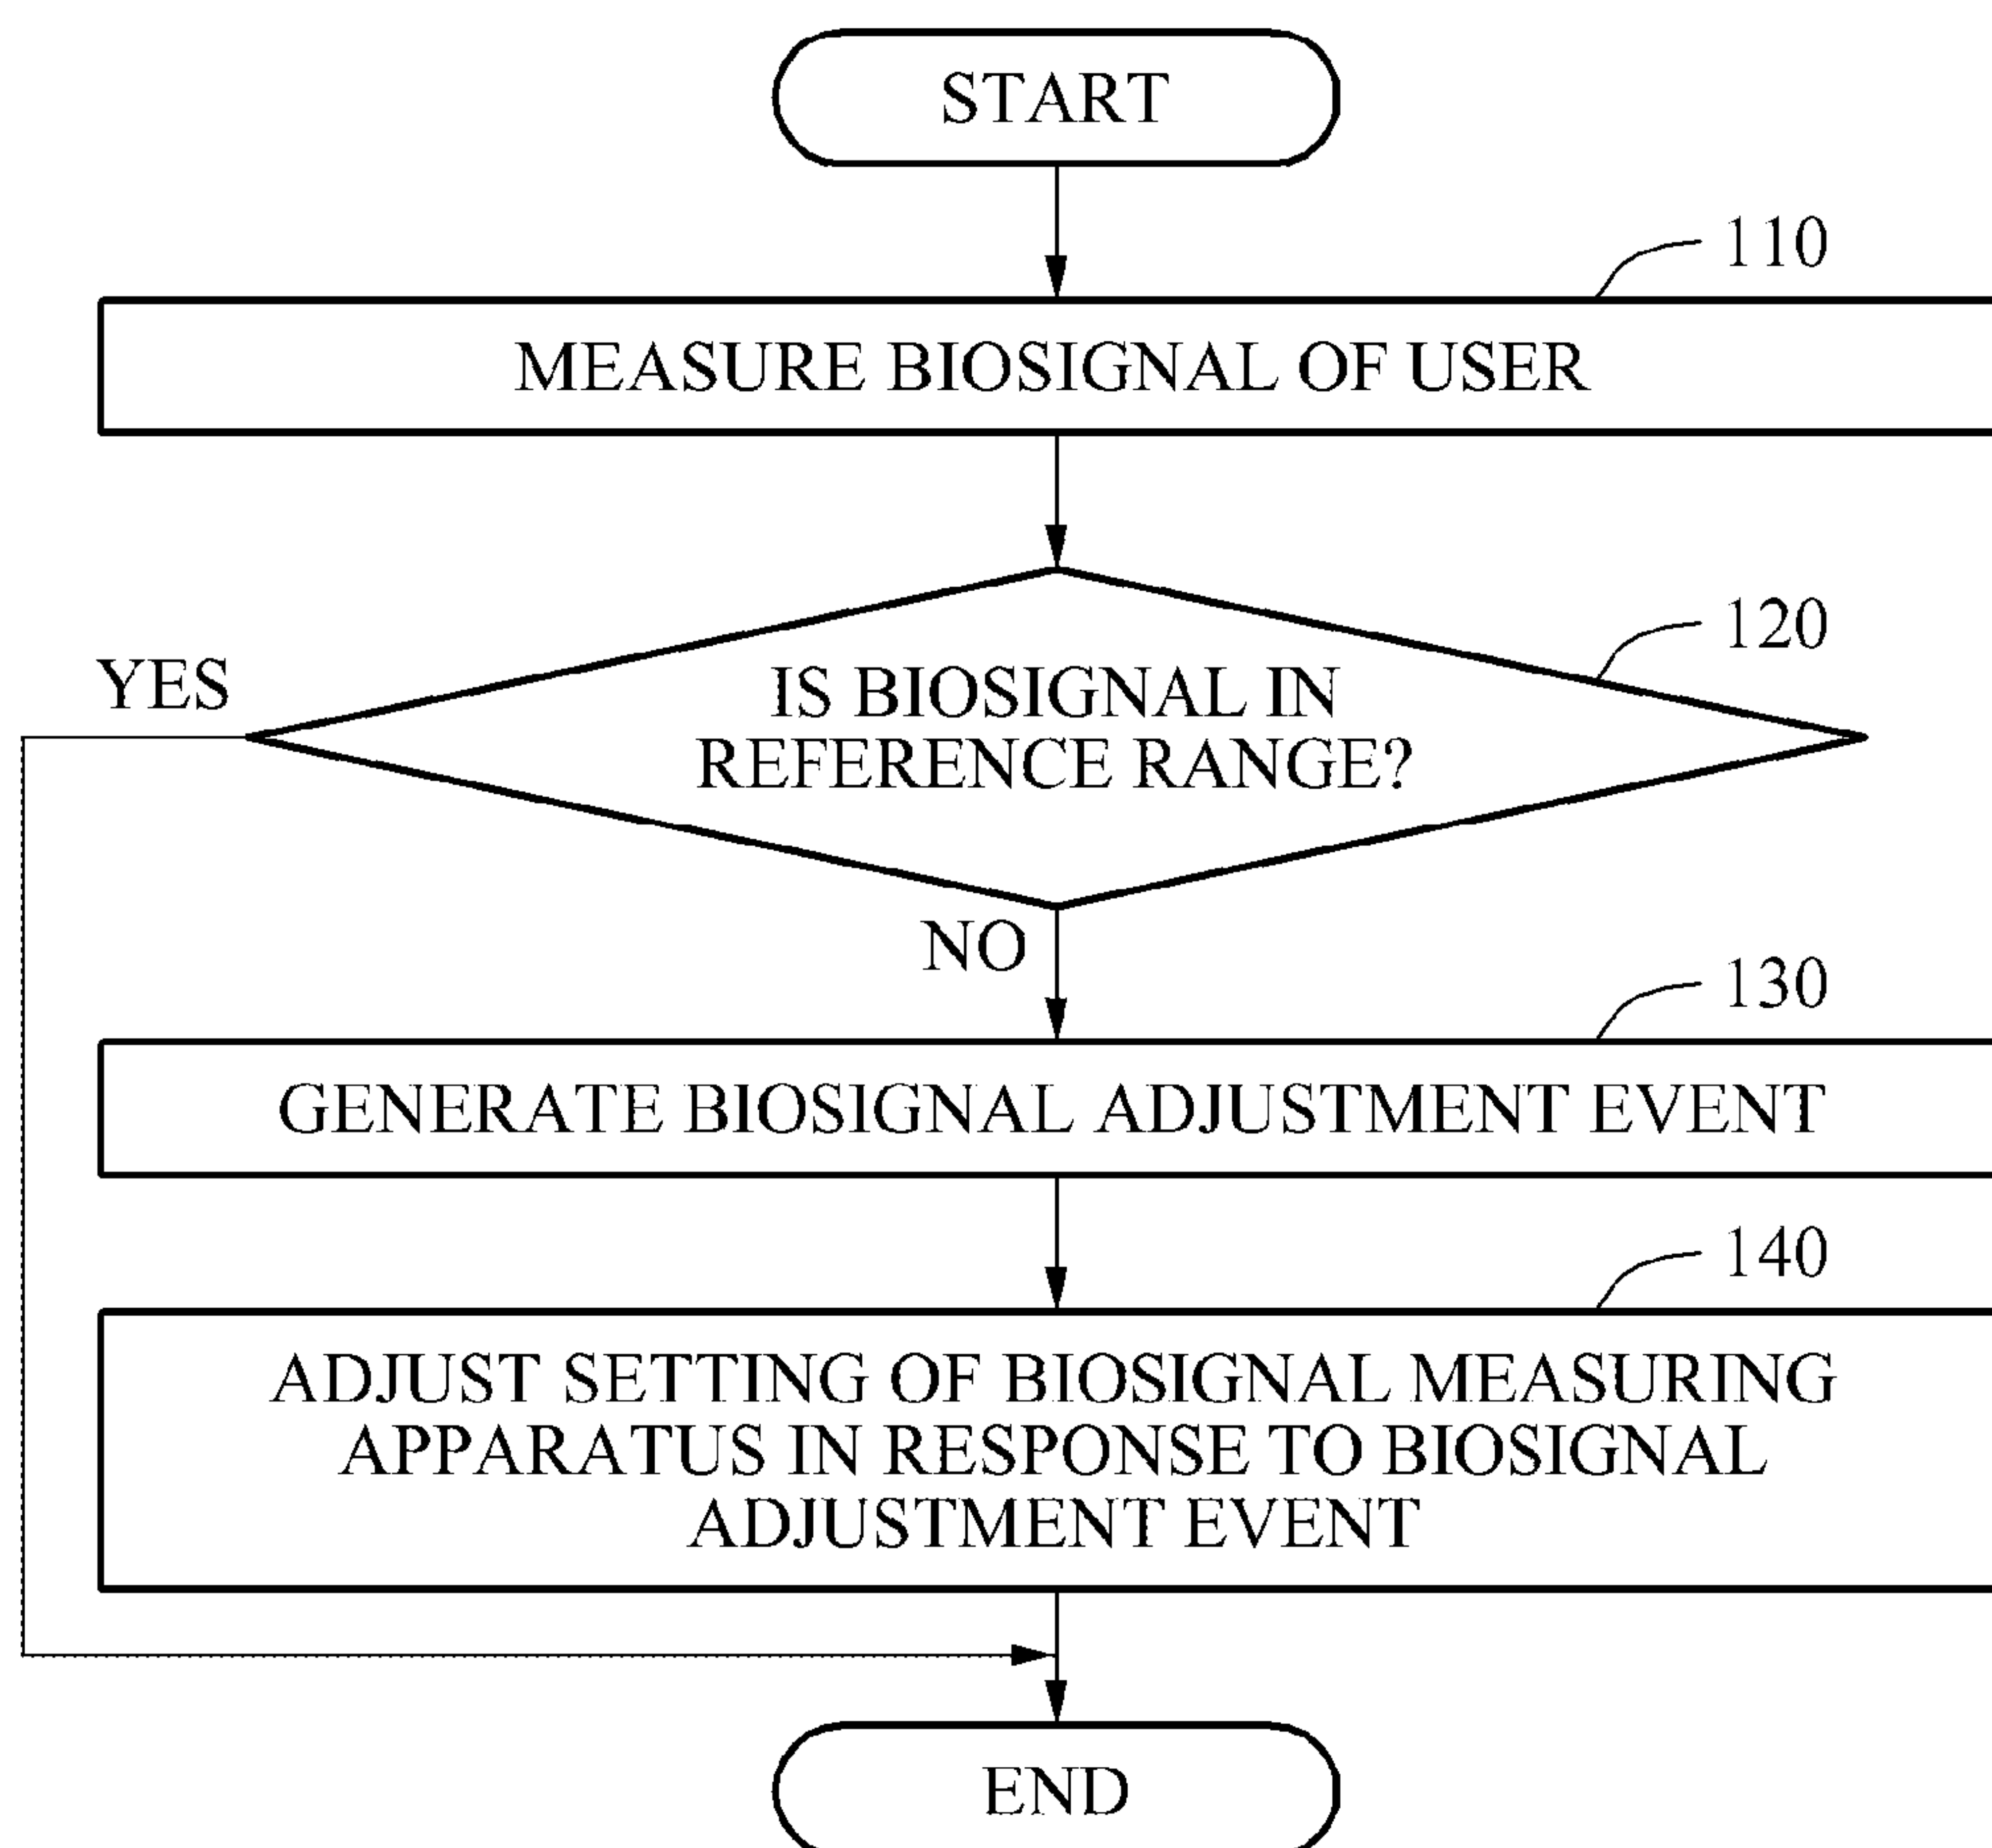 START
110
MEASURE BIOSIGNAL OF USER
120
YES
IS BIOSIGNAL IN
REFERENCE RANGE?
NO
130
GENERATE BIOSIGNAL ADJUSTMENT EVENT
140
ADJUST SETTING OF BIOSIGNAL MEASURING
APPARATUS IN RESPONSE TO BIOSIGNAL
ADJUSTMENT EVENT
END